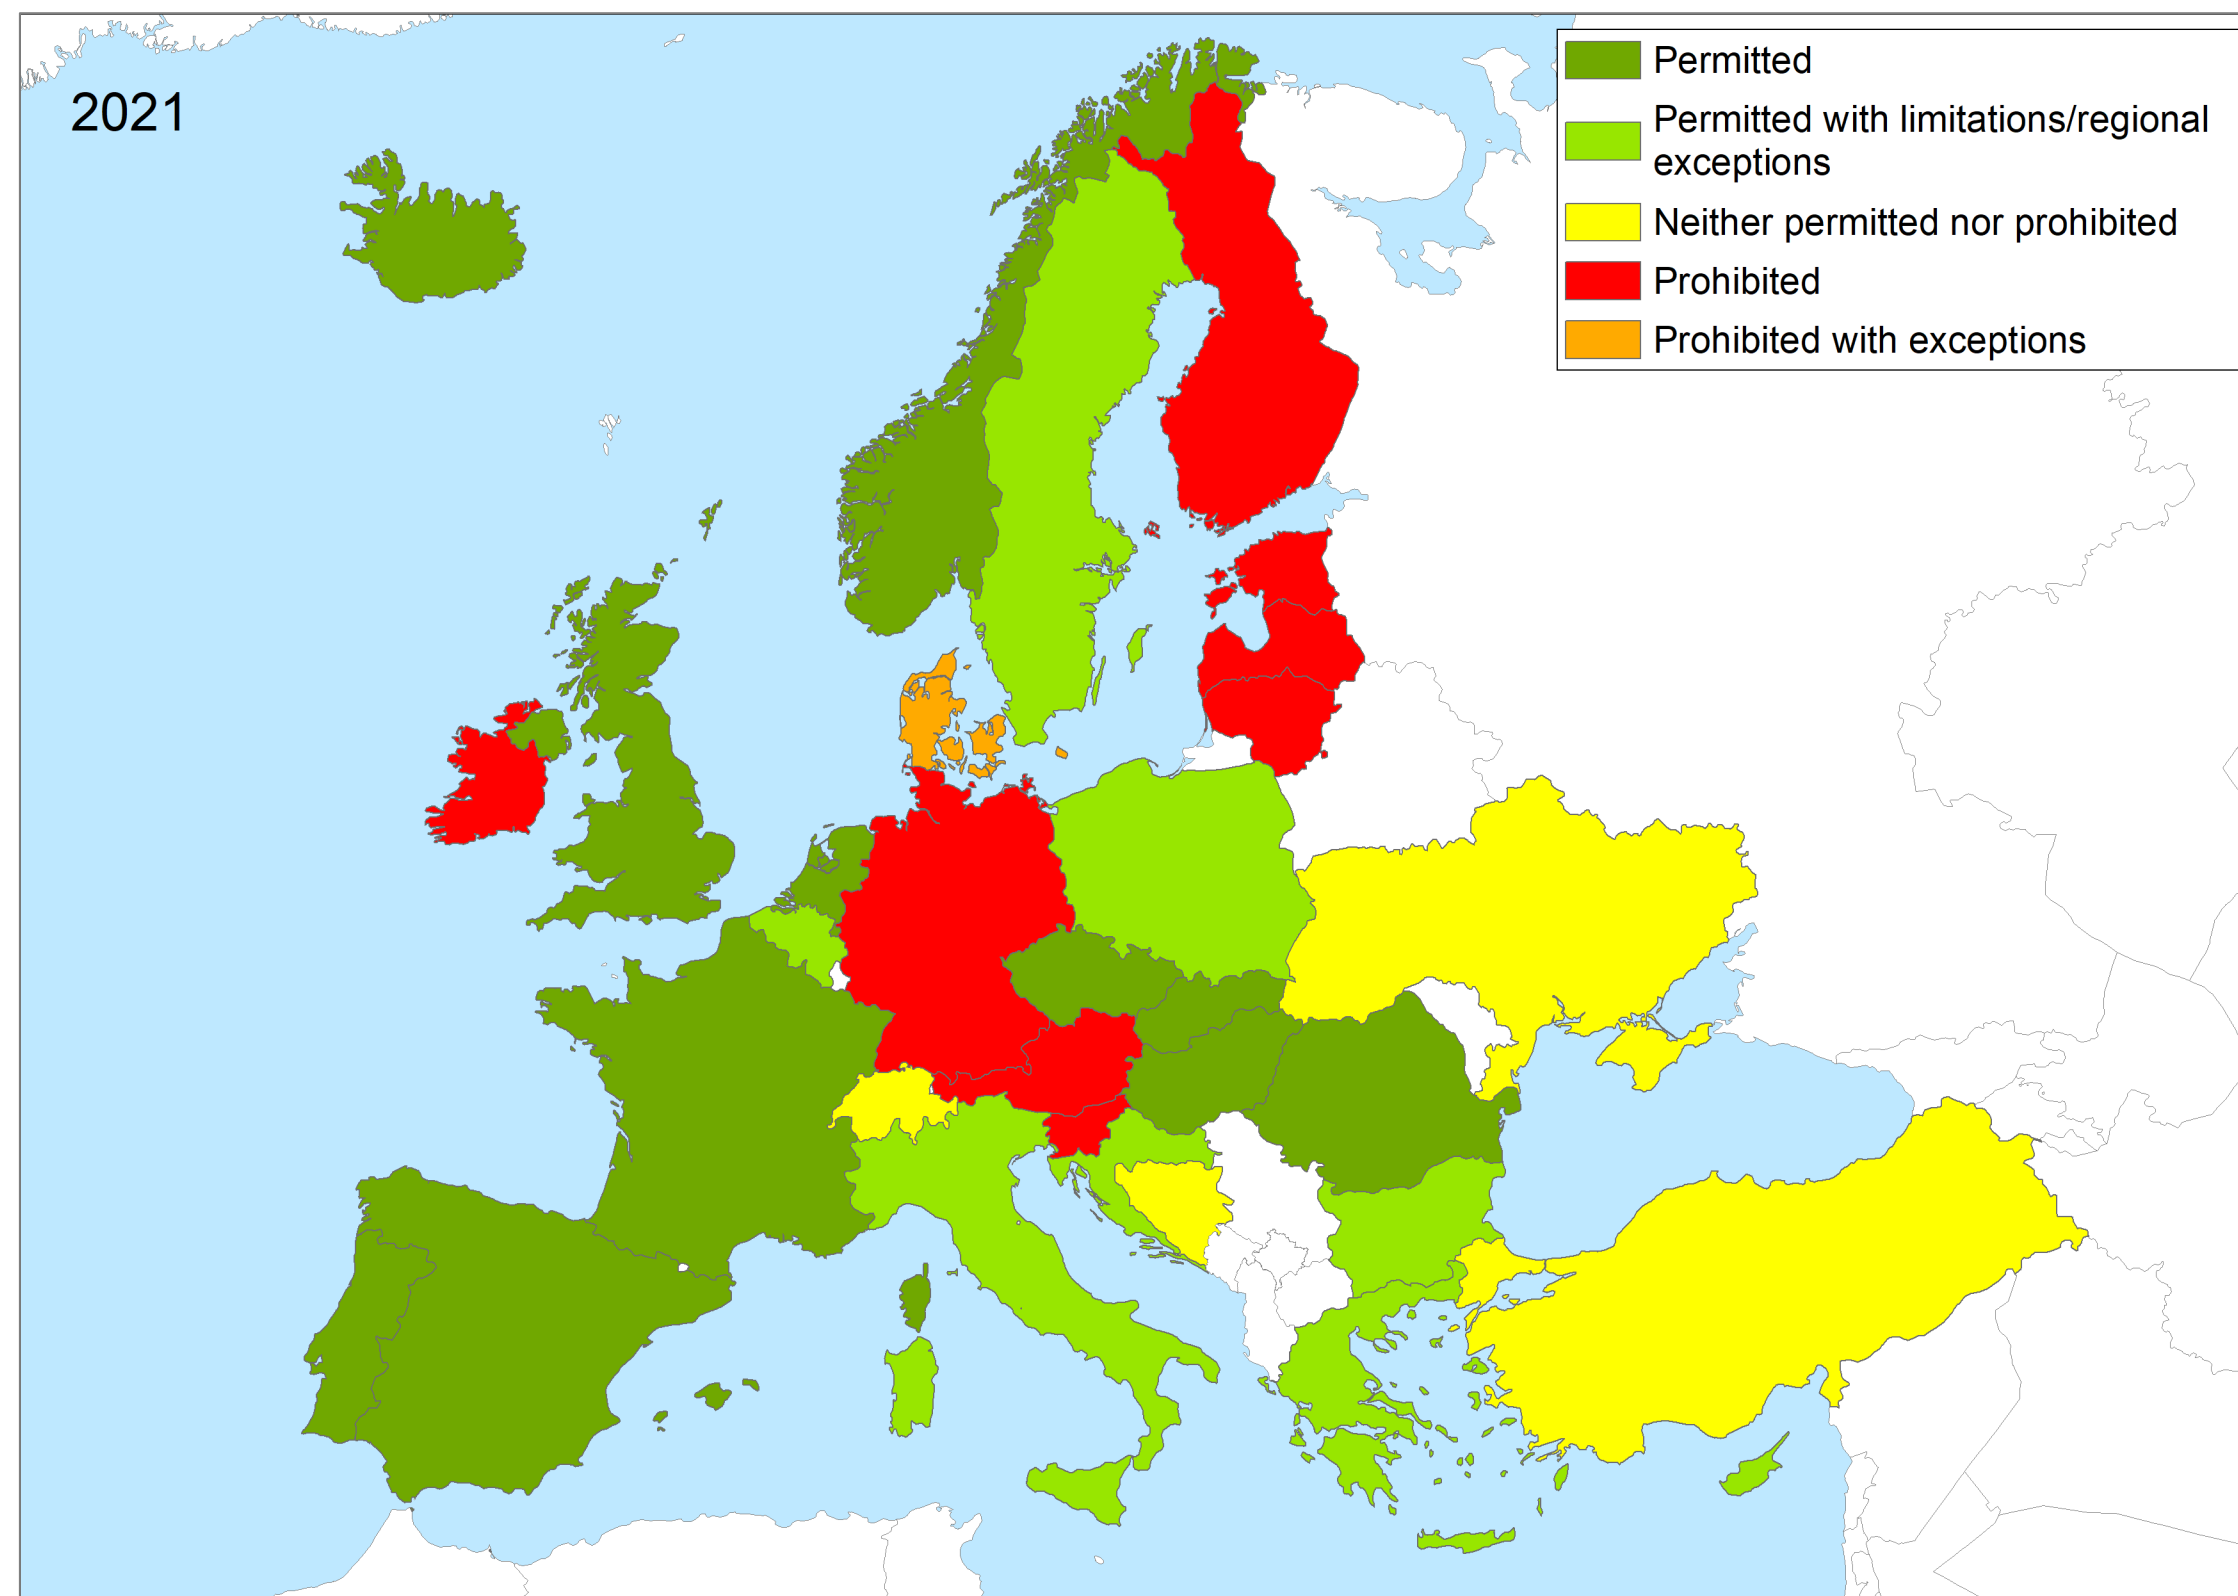 2021
Permitted
Permitted with limitations/regional
exceptions
Neither permitted nor prohibited
Prohibited
Prohibited with exceptions